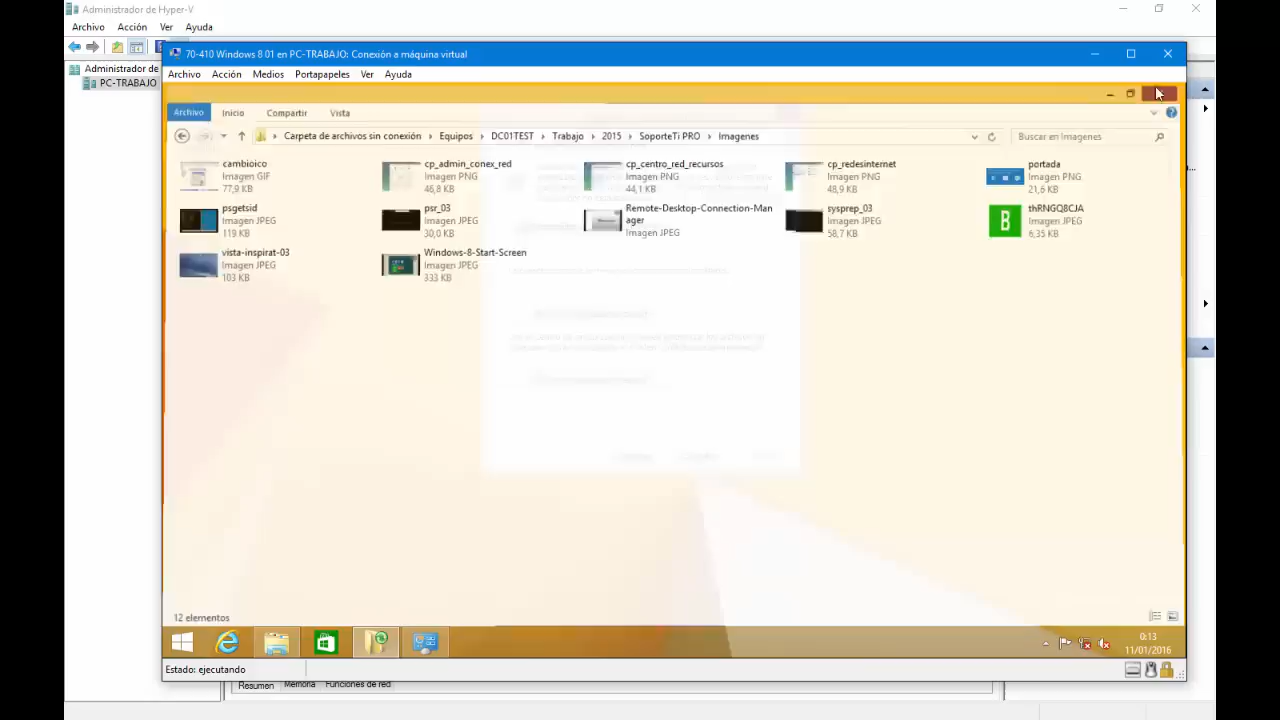 Administrador de Hyper-V
Archivo Acción Ver Ayuda
Administrador de
PC-TRABAJO
70-410 Windows 8 01 en PC-TRABAJO: Conexión a máquina virtual
Archivo Acción Medios Portapapeles Ver Ayuda
Archivo Inicio Compartir Vista
Carpeta de archivos sin conexión Equipos DC01TEST Trabajo 2015 SoporteTi PRO Imagenes
Buscar en Imagenes
cambioico
Imagen GIF
77,9 KB
cp_admin_conex_red
Imagen PNG
46,8 KB
cp_centro_red_recursos
Imagen PNG
44,1 KB
cp_redesinternet
Imagen PNG
48,9 KB
portada
Imagen PNG
21,6 KB
psgetsid
Imagen JPEG
119 KB
psr_03
Imagen JPEG
30,0 KB
Remote-Desktop-Connection-Man
ager
Imagen JPEG
sysprep_03
Imagen JPEG
58,7 KB
B
thRNGQ8CJA
Imagen JPEG
6,35 KB
vista-inspirat-03
Imagen JPEG
103 KB
Windows-8-Start-Screen
Imagen JPEG
333 KB
12 elementos
0:13
11/01/2016
Estado: ejecutando
Resumen Memoria Funciones de red